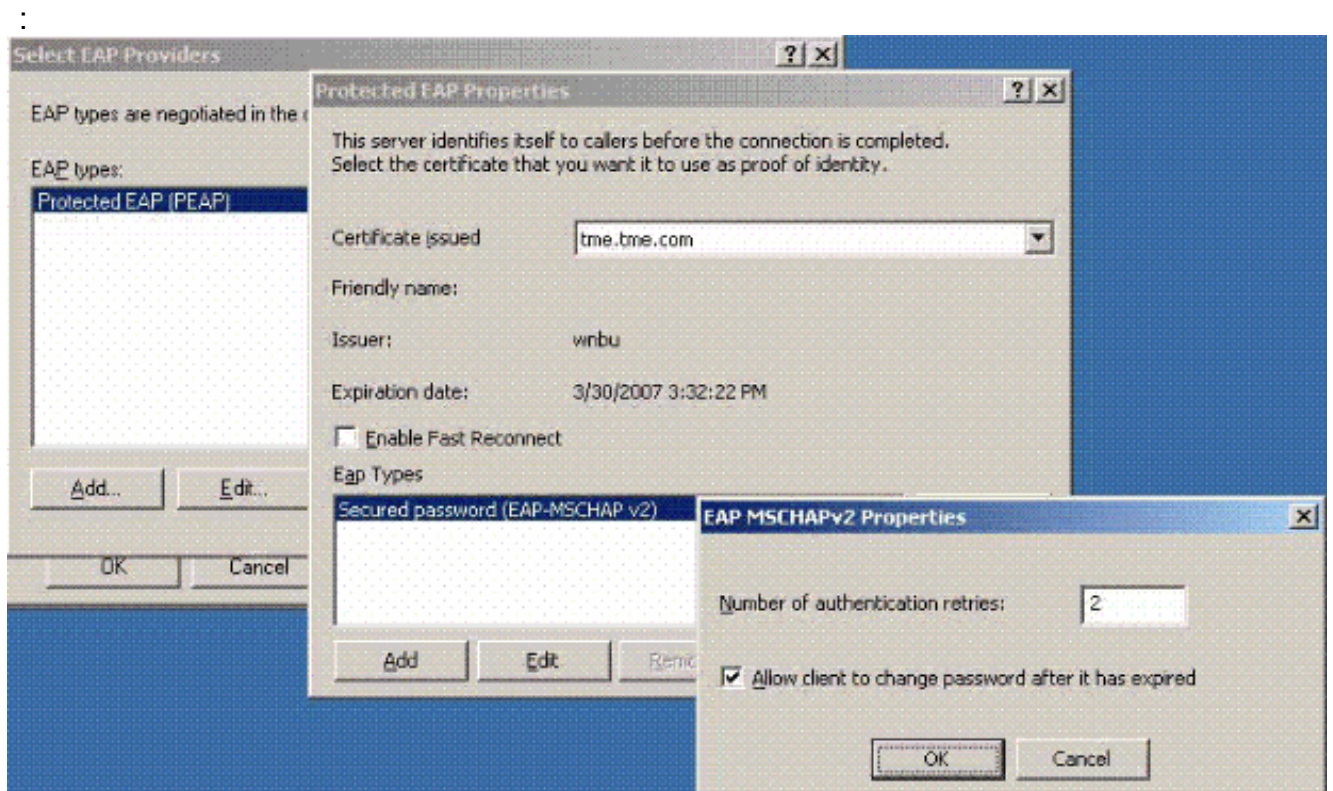 :
Select EAP Providers
EAP types are negotiated in the
EAP types:
Protected EAP (PEAP)
Add...
Edit...
OK
Cancel
Protected EAP Properties
This server identifies itself to callers before the connection is completed.
Select the certificate that you want it to use as proof of identity.
Certificate issued
tme.tme.com
Friendly name:
Issuer:
wnbu
Expiration date:
3/30/2007 3:32:22 PM
Enable Fast Reconnect
Eap Types
Secured password (EAP-MSCHAP v2)
Add
Edit
EAP MSCHAPv2 Properties
Number of authentication retries:
2
Allow client to change password after it has expired
OK
Cancel